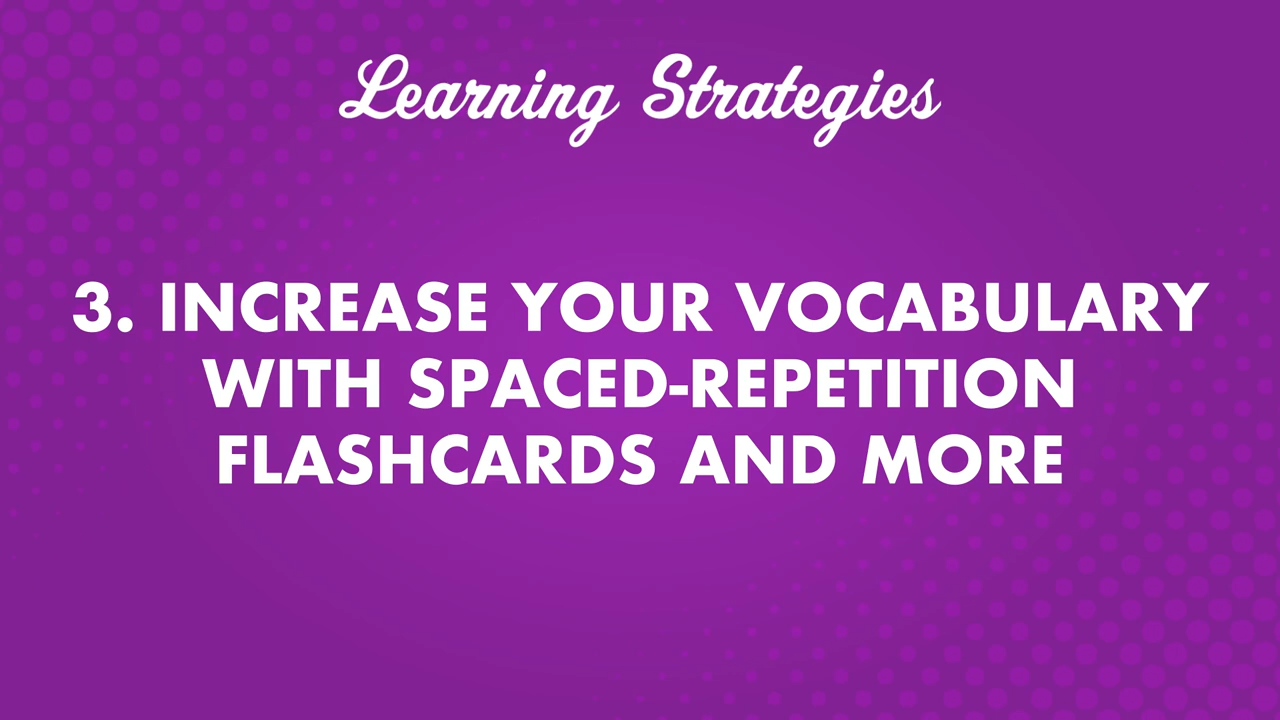 Learning Strategies
3. INCREASE YOUR VOCABULARY
WITH SPACED-REPETITION
FLASHCARDS AND MORE